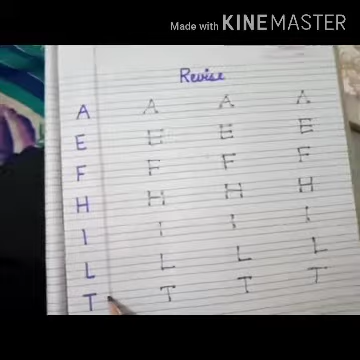 Made with KINEMASTER
Revise
A A A A
E E E E
F F F F
H H H H
I I I I
L L L L
T T T T